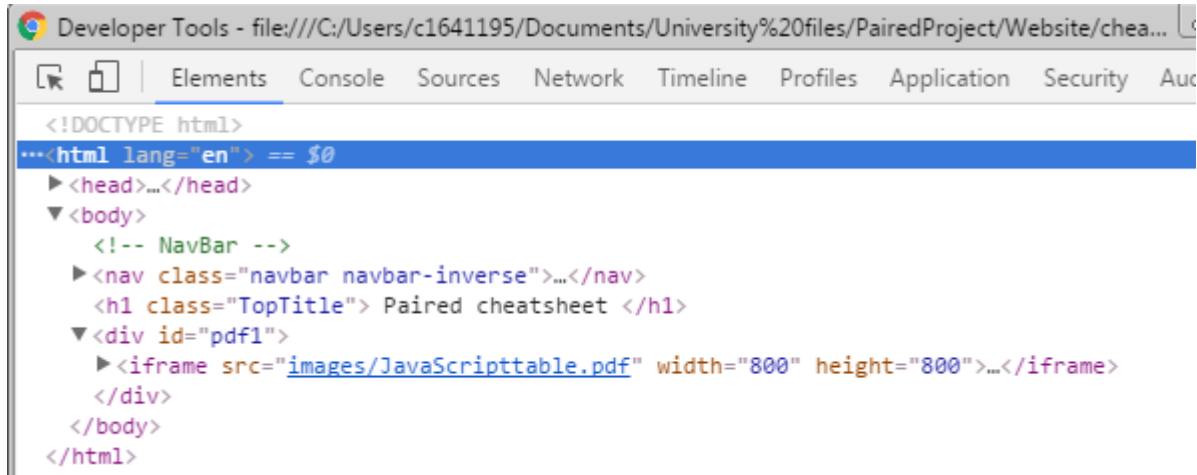 Developer Tools - file:///C:/Users/c1641195/Documents/University%20files/PairedProject/Website/chea...
Elements Console Sources Network Timeline Profiles Application Security Aud
<!DOCTYPE html>
…<html lang="en"> == $0
▶<head>…</head>
▼<body>
<!-- NavBar -->
▶<nav class="navbar navbar-inverse">…</nav>
<h1 class="TopTitle"> Paired cheatsheet </h1>
▼<div id="pdf1">
▶<iframe src="images/JavaScripttable.pdf" width="800" height="800">…</iframe>
</div>
</body>
</html>